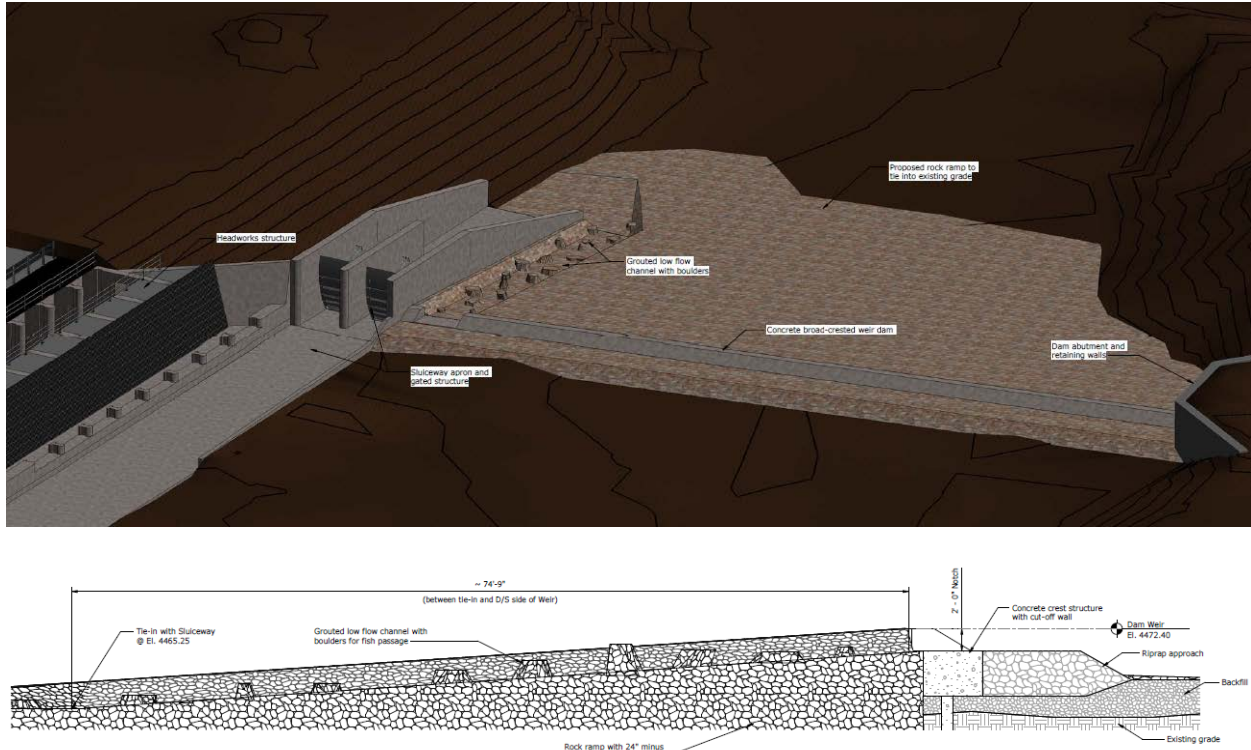 Proposed rock ramp to
tie into existing grade
Headworks structure
Grouted low flow
channel with boulders
Concrete broad-crested weir dam
Dam abutment and
retaining walls
Sluiceway apron and
gated structure
~ 74'-9"
(between tie-in and D/S side of Weir)
2' - 0" Notch
Concrete crest structure
with cut-off wall
Tie-in with Sluiceway
@ El. 4465.25
Grouted low flow channel with
boulders for fish passage
Dam Weir
El. 4472.40
Riprap approach
Backfill
Existing grade
Rock ramp with 24" minus